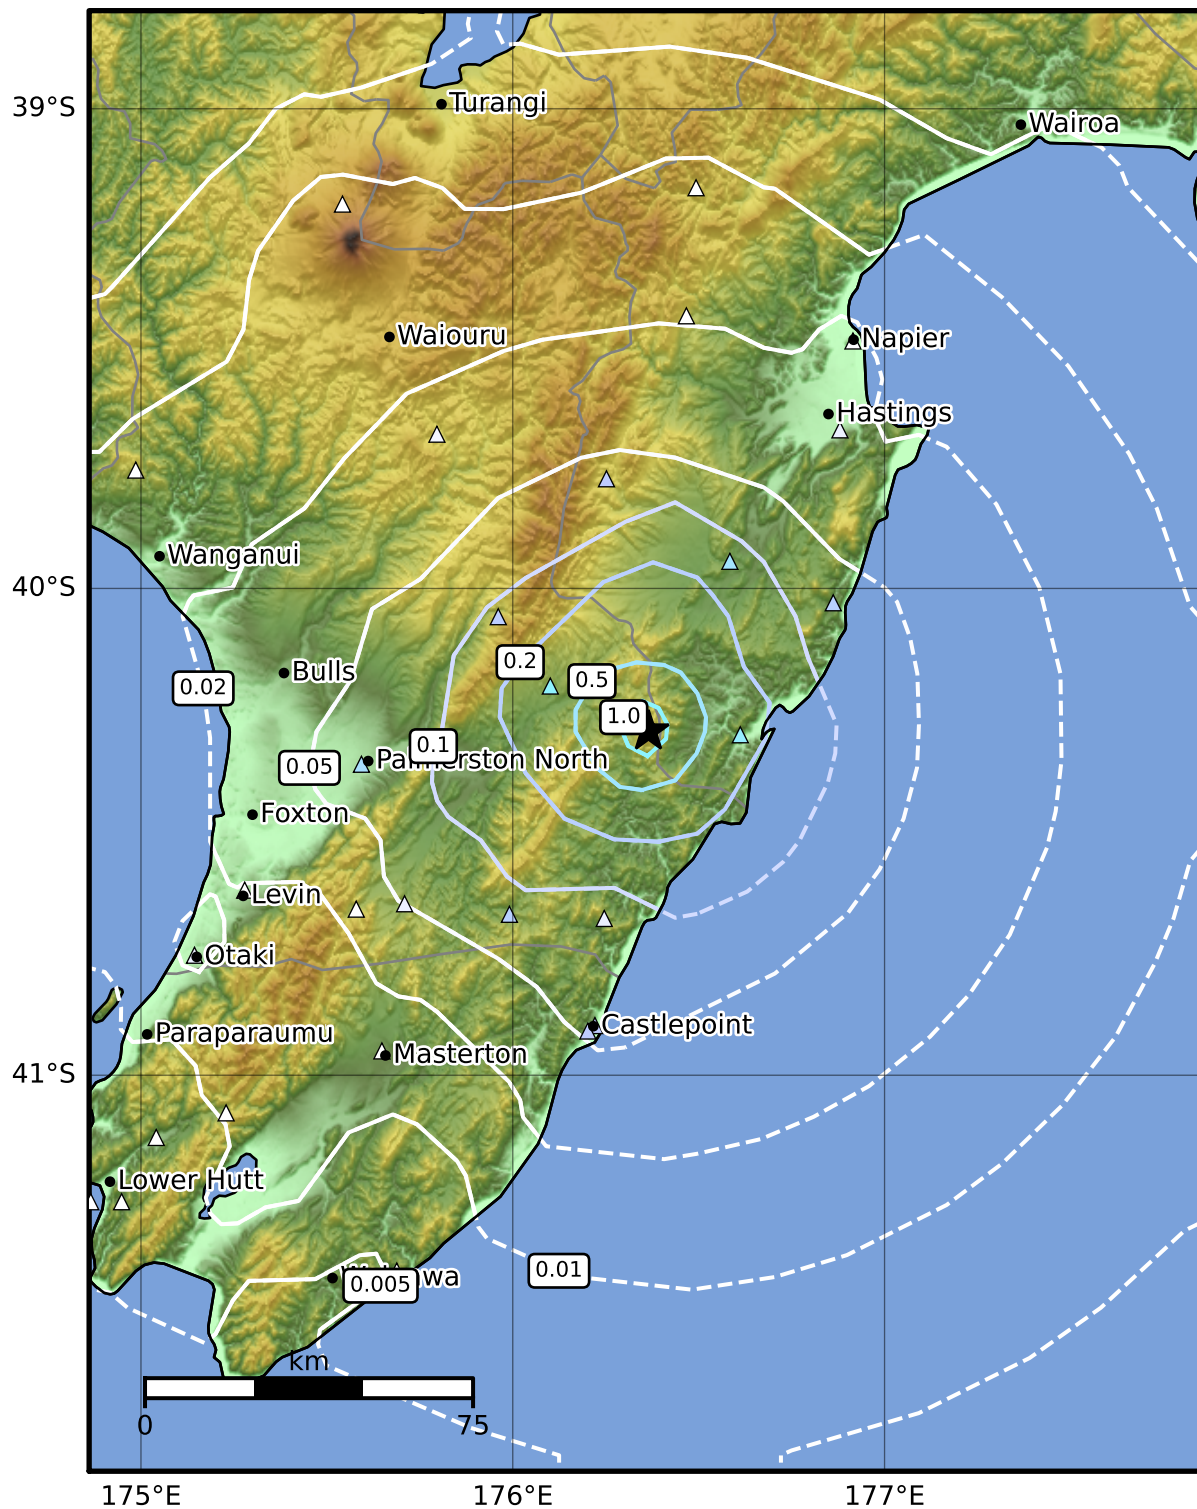 39°S
Turangi
Wairoa
Waiouru
Napier
Hastings
Wanganui
40°S
0.2
0.5
Bulls
0.02
1.0
0.1
Palmerston North
0.05
Foxton
Levin
Otaki
Castlepoint
Paraparaumu
Masterton
41°S
Lower Hutt
0.01
0.005
km
0
75
175°E
176°E
177°E